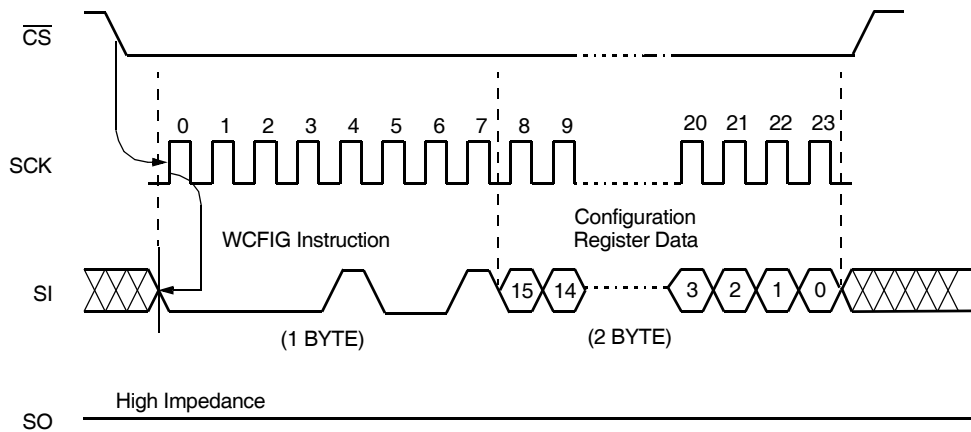 CS
0 1 2 3 4 5 6 7 8 9 20 21 22 23
SCK
WCFIG Instruction
Configuration
Register Data
SI
15 14 3 2 1 0
(1 BYTE) (2 BYTE)
High Impedance
SO